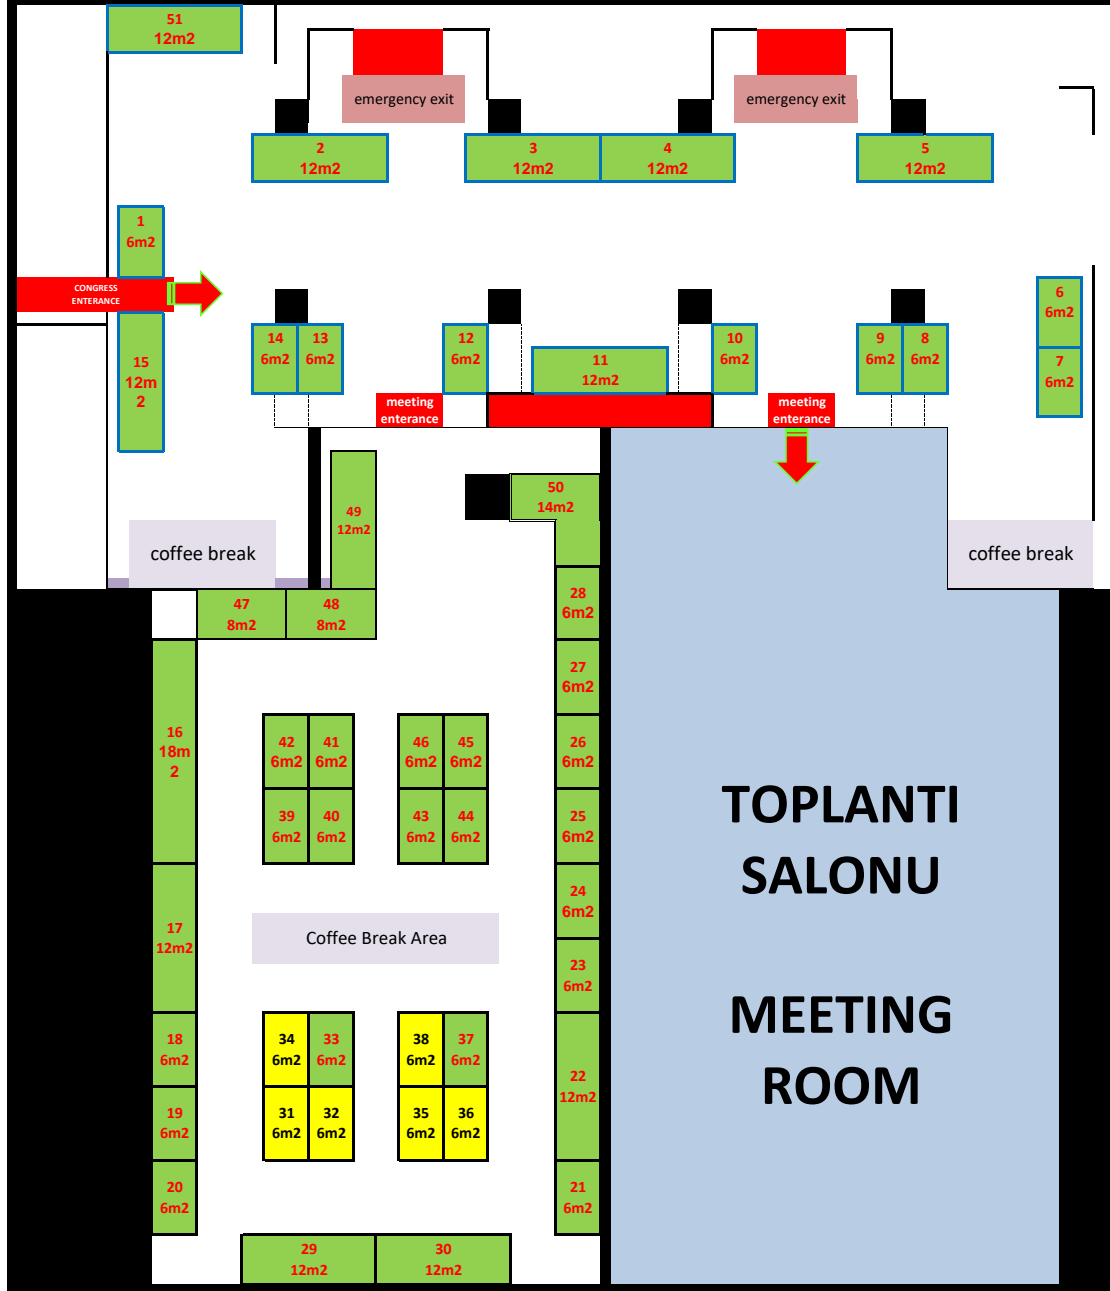 51
12m2
emergency exit
emergency exit
2
12m2
3
12m2
4
12m2
5
12m2
1
6m2
CONGRESS
ENTERANCE
6
6m2
7
6m2
14
6m2
13
6m2
12
6m2
11
12m2
10
6m2
9
6m2
8
6m2
15
12m
2
meeting
enterance
meeting
enterance
49
12m2
50
14m2
coffee break
coffee break
47
8m2
48
8m2
28
6m2
27
6m2
16
18m
2
42
6m2
41
6m2
46
6m2
45
6m2
26
6m2
39
6m2
40
6m2
43
6m2
44
6m2
25
6m2
TOPLANTI
SALONU
MEETING
ROOM
24
6m2
17
12m2
Coffee Break Area
23
6m2
18
6m2
34
6m2
33
6m2
38
6m2
37
6m2
22
12m2
19
6m2
31
6m2
32
6m2
35
6m2
36
6m2
20
6m2
21
6m2
29
12m2
30
12m2